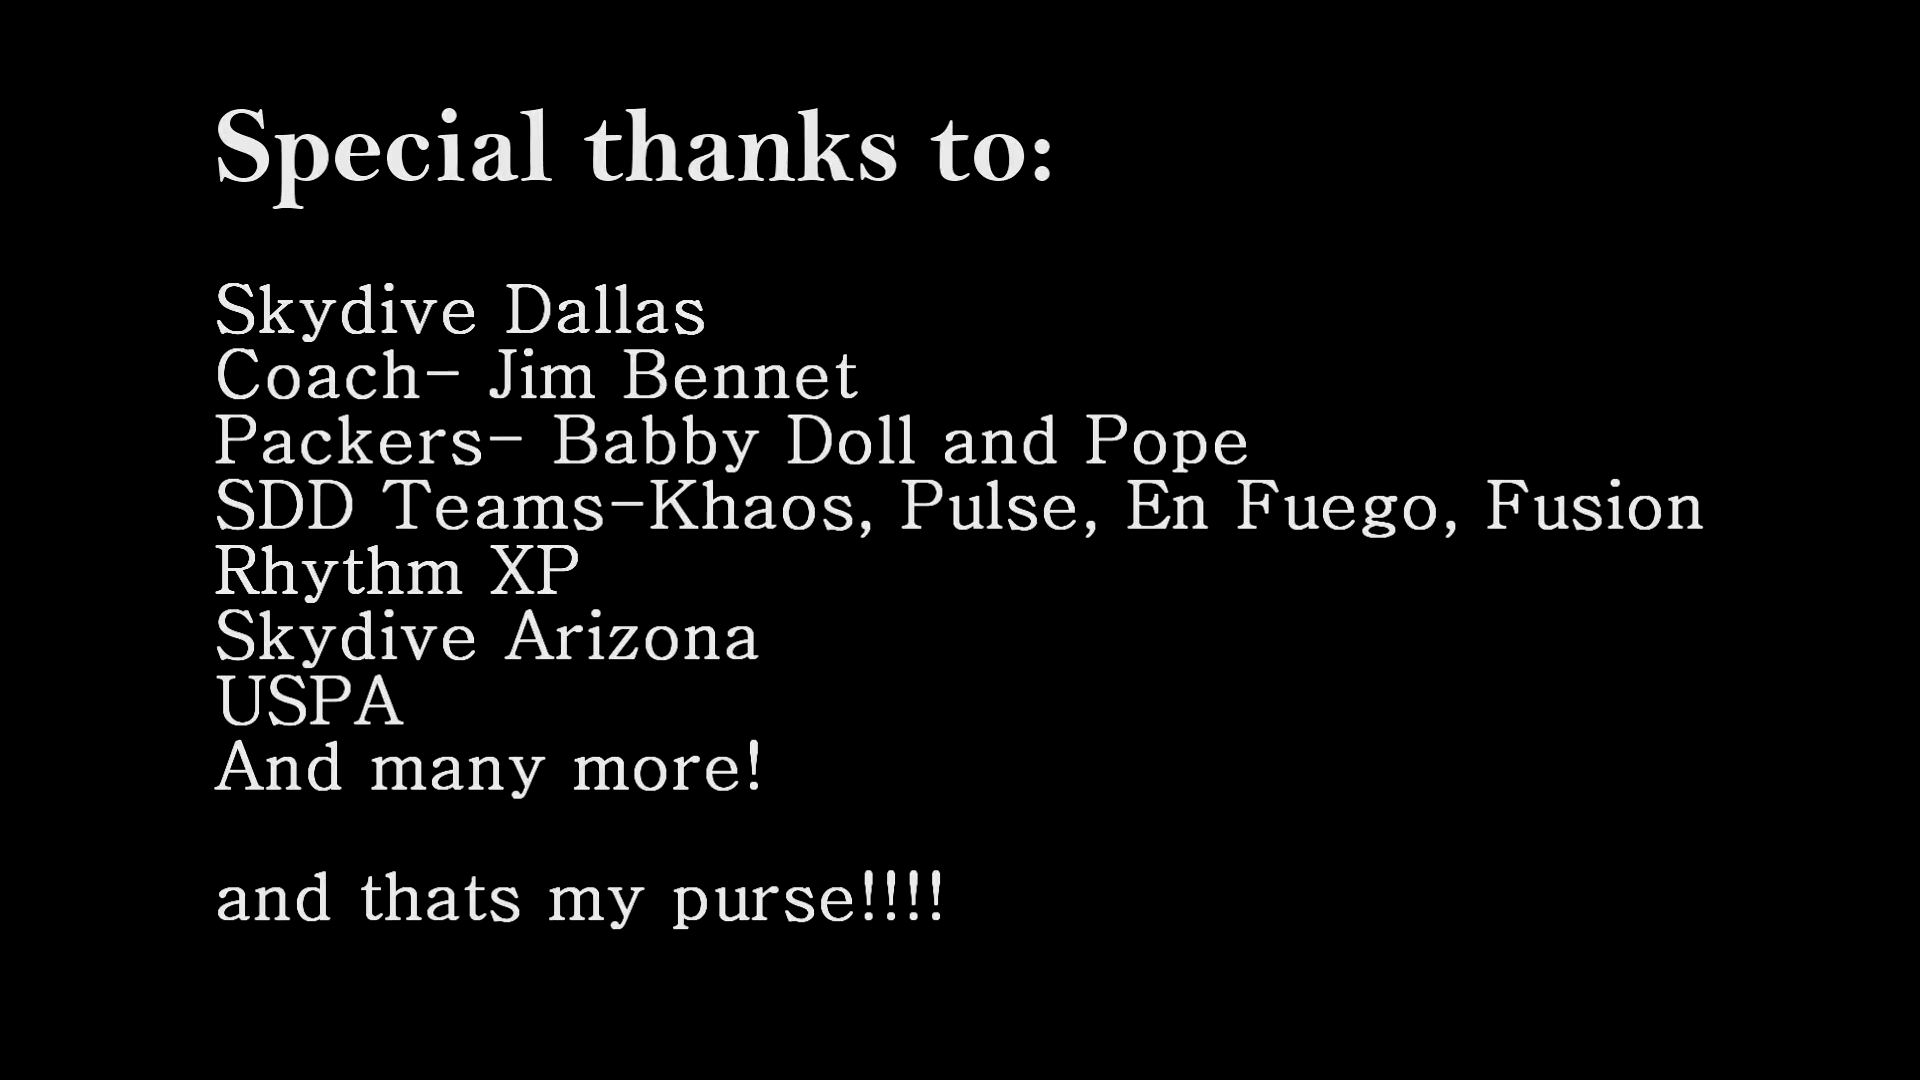 Special thanks to:
Skydive Dallas
Coach- Jim Bennet
Packers- Babby Doll and Pope
SDD Teams-Khaos, Pulse, En Fuego, Fusion
Rhythm XP
Skydive Arizona
USPA
And many more!
and thats my purse!!!!